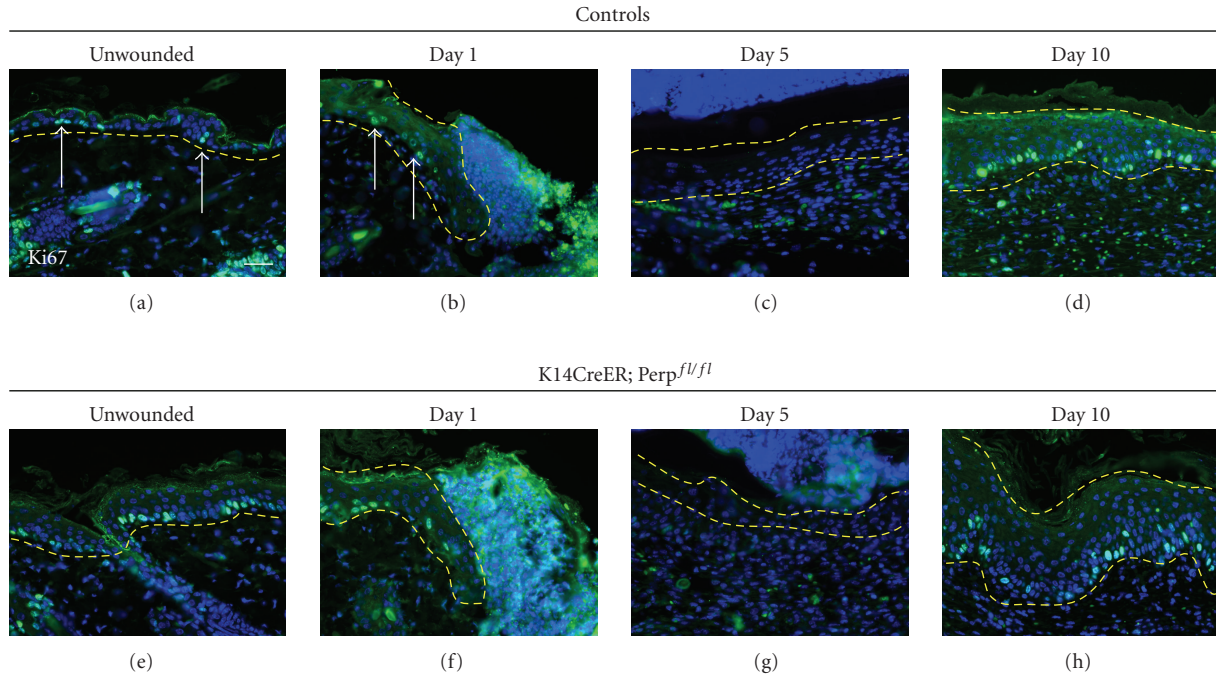 Controls
Unwounded Day 1 Day 5 Day 10
Ki67
(a) (b) (c) (d)
K14CreER; Perp^fl/fl
Unwounded Day 1 Day 5 Day 10
(e) (f) (g) (h)